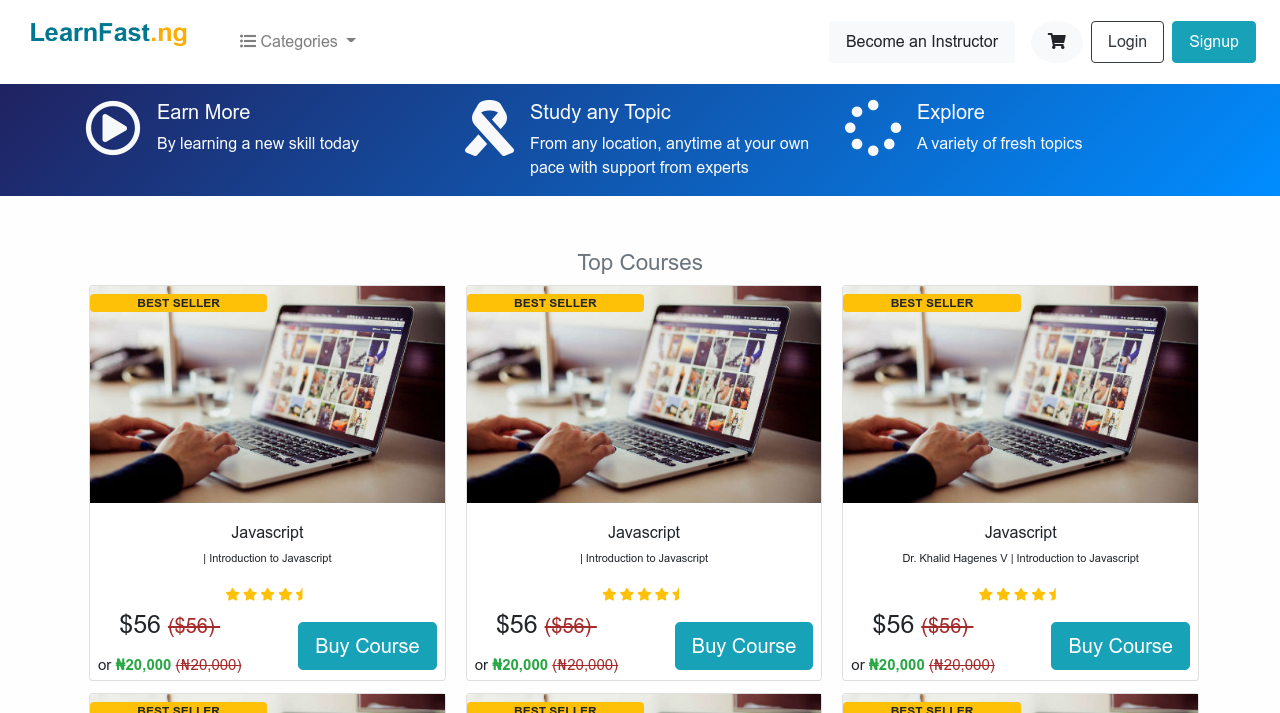 LearnFast.ng
Categories
Become an Instructor
Login
Signup
Earn More
By learning a new skill today
Study any Topic
From any location, anytime at your own
pace with support from experts
Explore
A variety of fresh topics
Top Courses
BEST SELLER
Javascript
| Introduction to Javascript
$56 ($56)
or ₦20,000 (₦20,000)
Buy Course
BEST SELLER
Javascript
| Introduction to Javascript
$56 ($56)
or ₦20,000 (₦20,000)
Buy Course
BEST SELLER
Javascript
Dr. Khalid Hagenes V | Introduction to Javascript
$56 ($56)
or ₦20,000 (₦20,000)
Buy Course
BEST SELLER
BEST SELLER
BEST SELLER